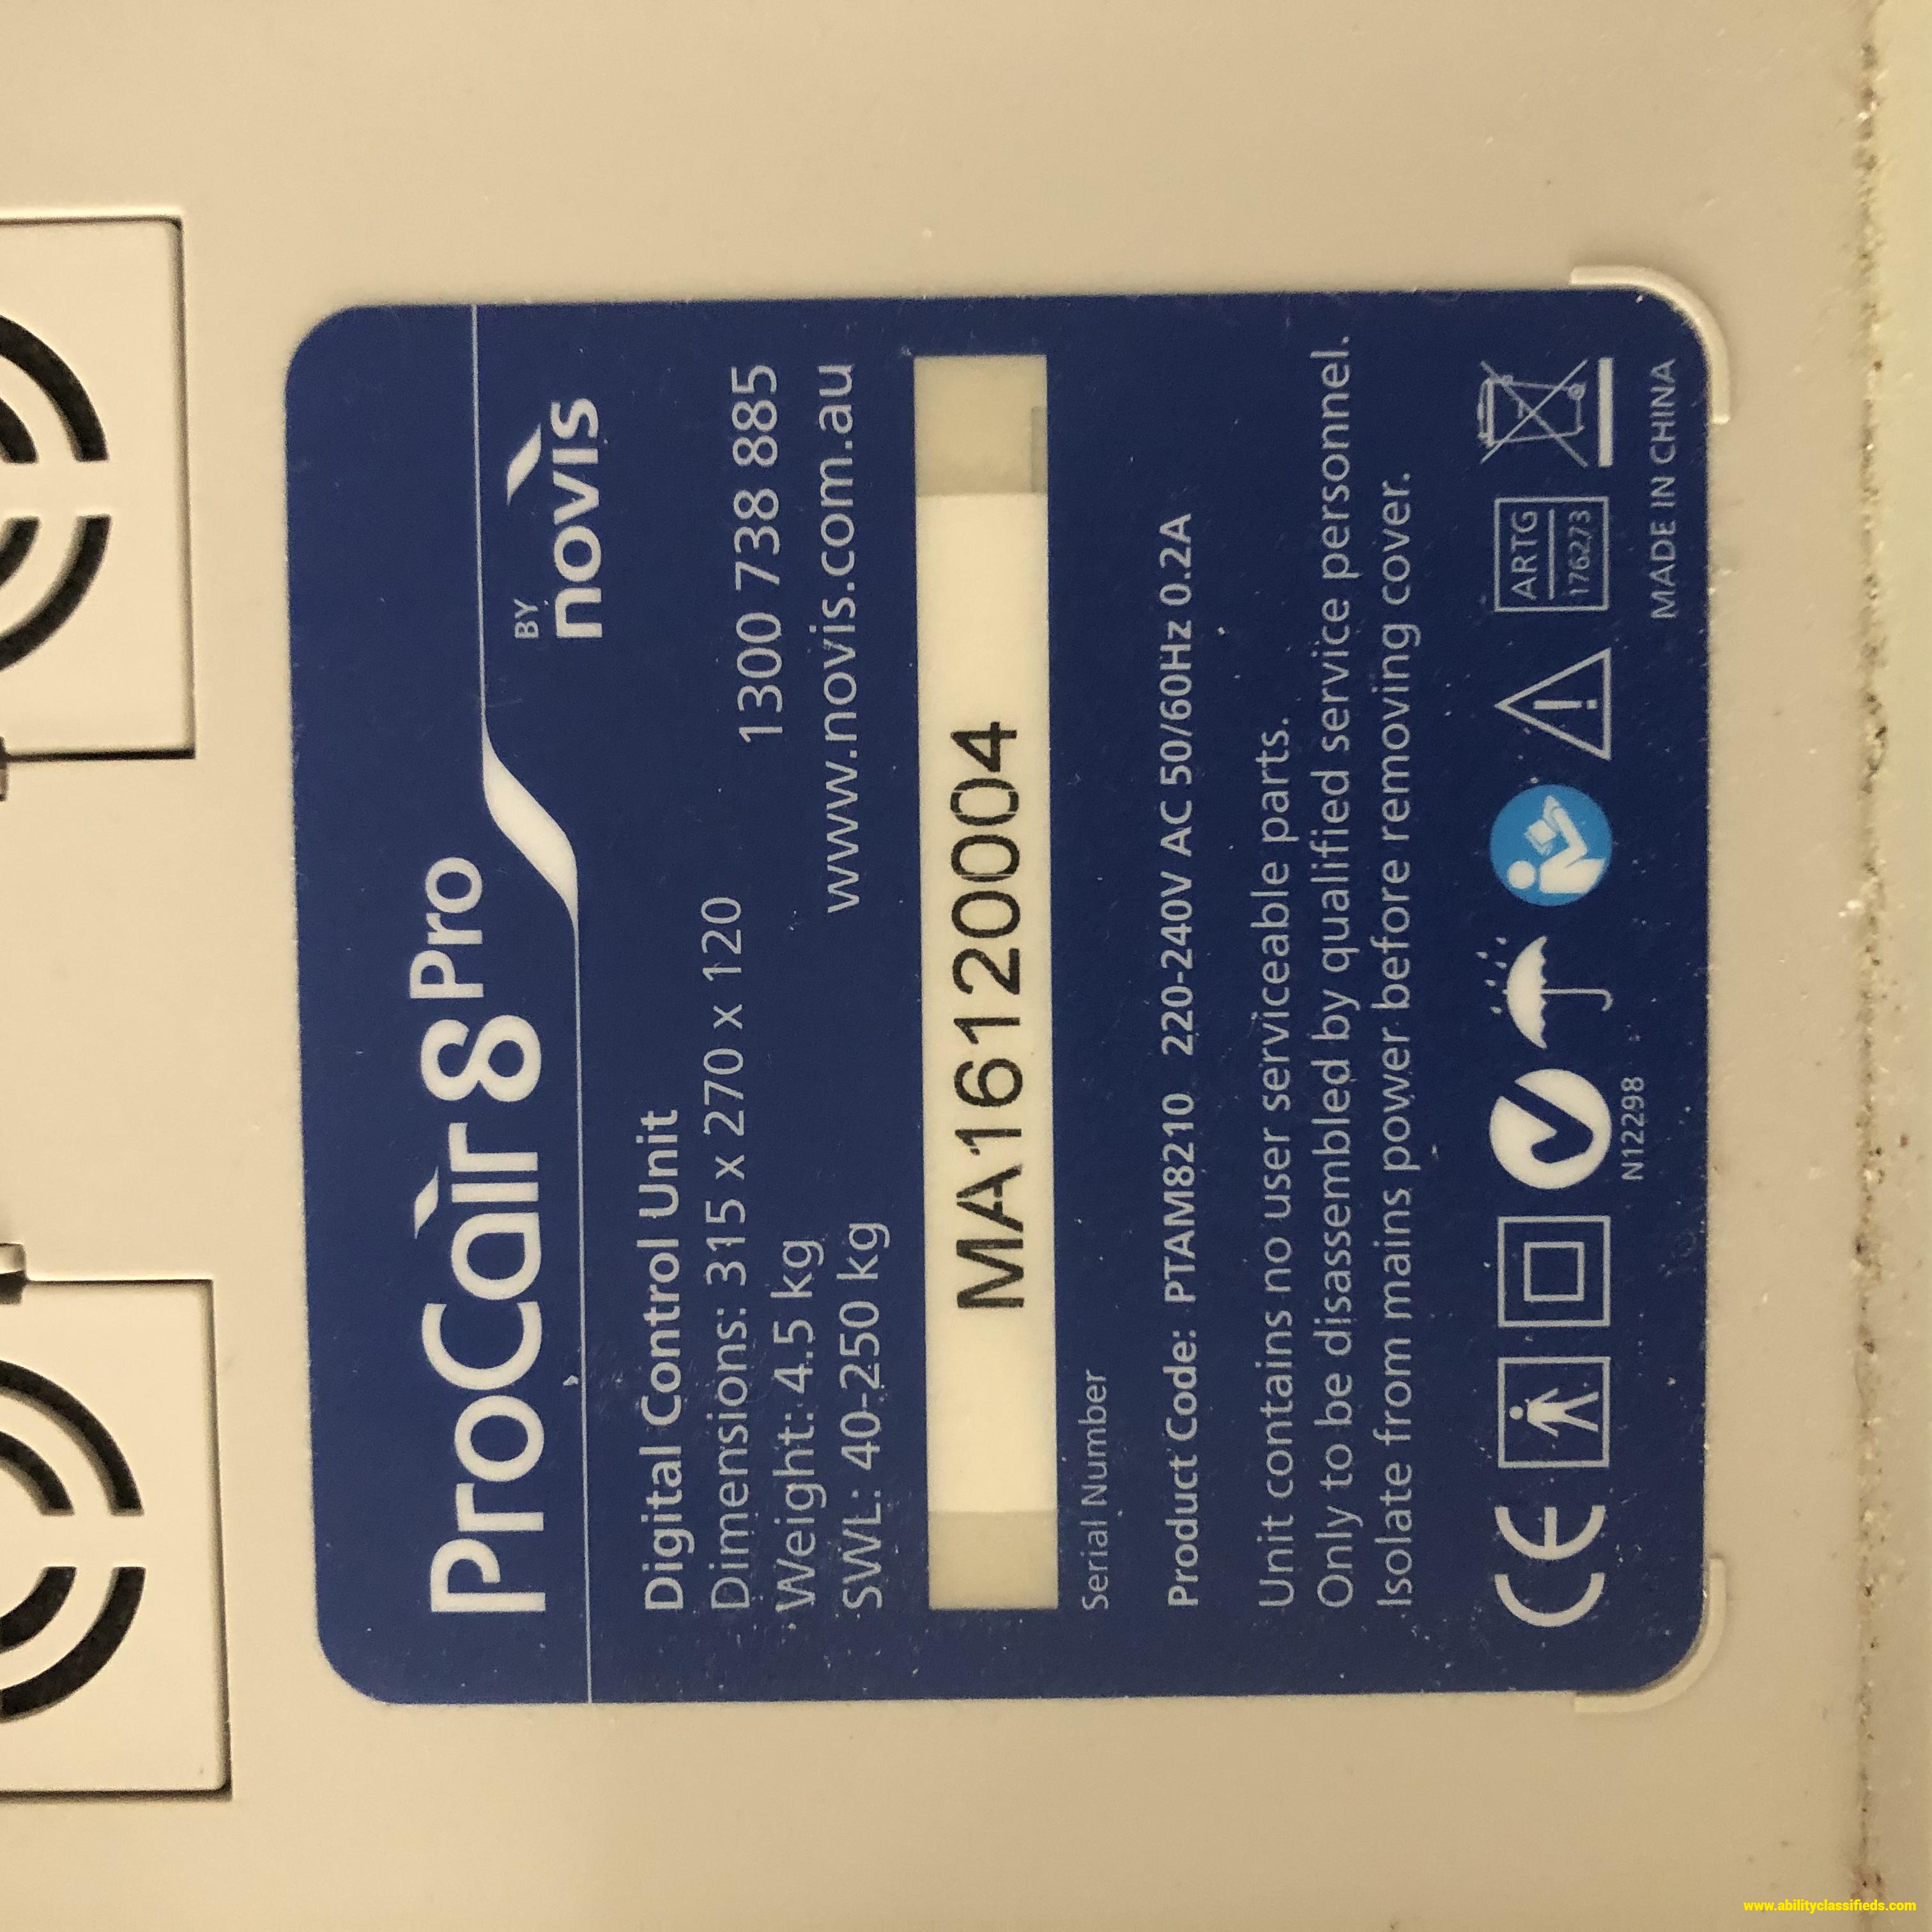 ProCair 8 Pro
BY
novis
Digital Control Unit
Dimensions: 315 x 270 x 120
Weight: 4.5 kg
SWL: 40-250 kg
1300 738 885
www.novis.com.au
MA16120004
Serial Number
Product Code: PTAM8210 220-240V AC 50/60Hz 0.2A
Unit contains no user serviceable parts.
Only to be disassembled by qualified service personnel.
Isolate from mains power before removing cover.
CE
N12298
ARTG
176273
MADE IN CHINA
www.abilityclassifieds.com